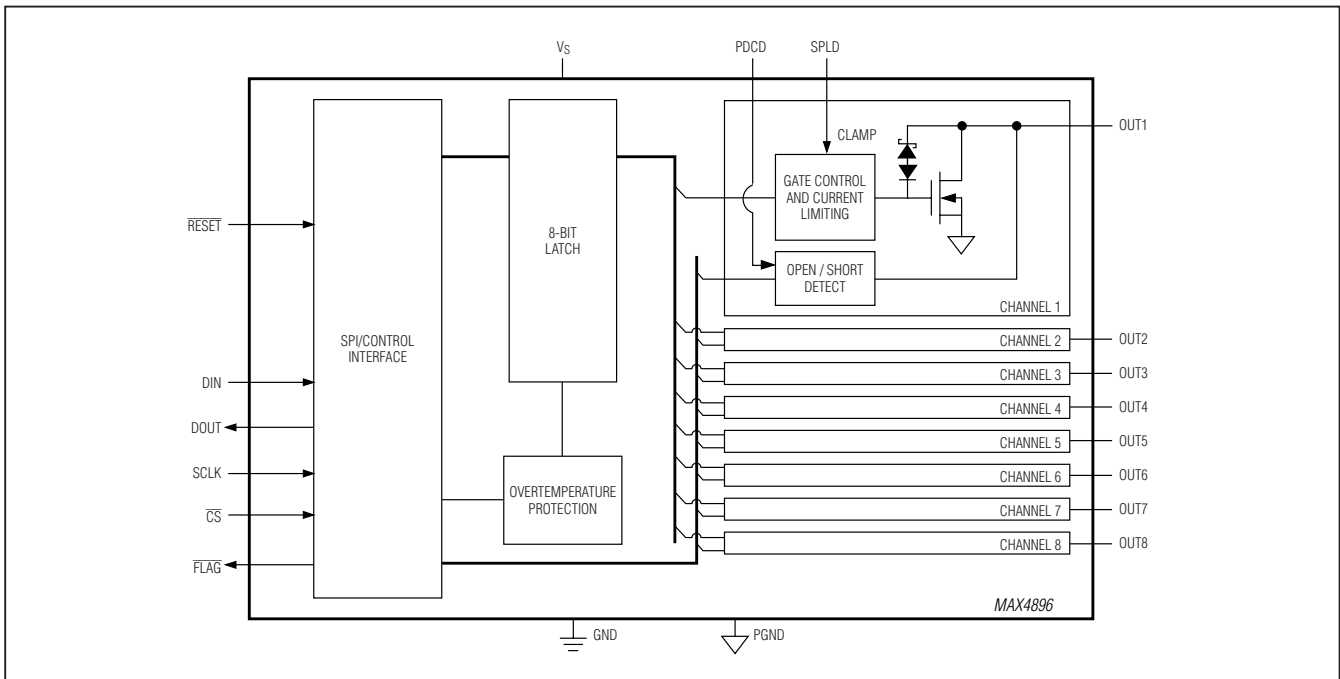 VS
PDCD
SPLD
OUT1
CLAMP
GATE CONTROL
AND CURRENT
LIMITING
RESET
8-BIT
LATCH
OPEN / SHORT
DETECT
CHANNEL 1
SPI/CONTROL
INTERFACE
CHANNEL 2
OUT2
CHANNEL 3
OUT3
DIN
CHANNEL 4
OUT4
DOUT
CHANNEL 5
OUT5
SCLK
CHANNEL 6
OUT6
OVERTEMPERATURE
PROTECTION
CS
CHANNEL 7
OUT7
CHANNEL 8
OUT8
FLAG
MAX4896
GND
PGND